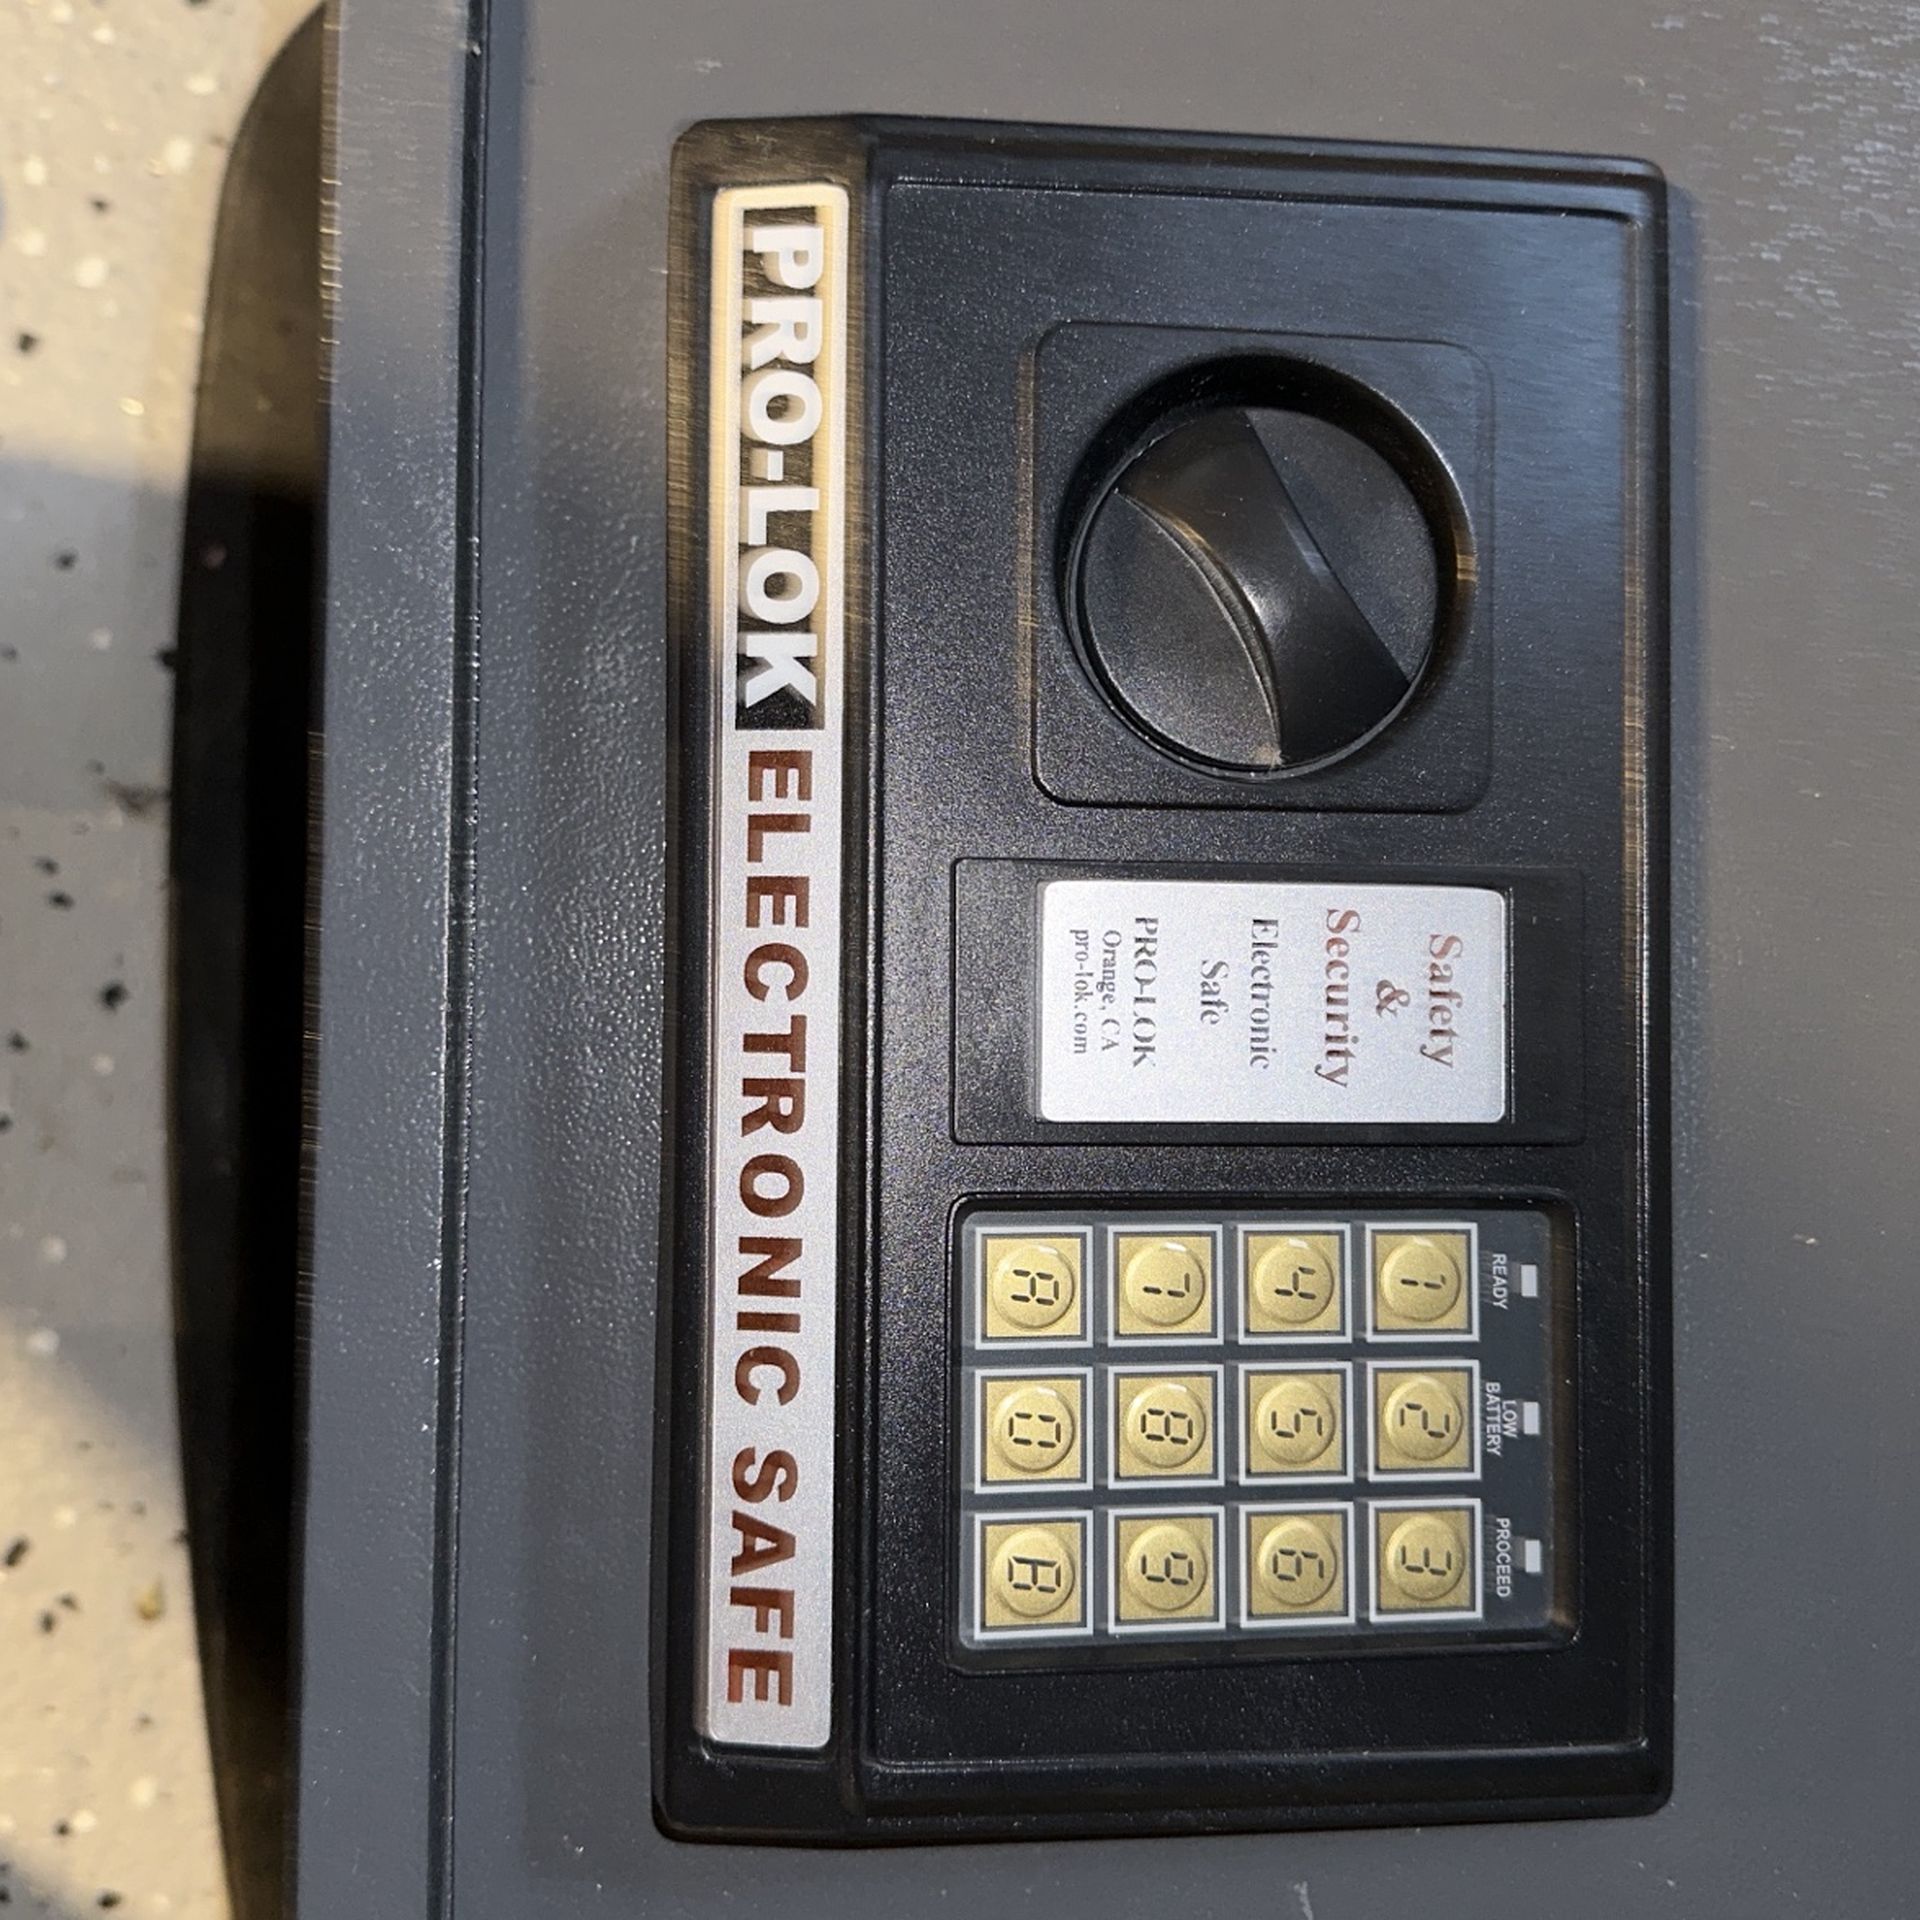 PRO-LOK ELECTRONIC SAFE
Safety
&
Security
Electronic
Safe
PRO-LOK
Orange, CA
pro-lok.com
READY
LOW
BATTERY
PROCEED
1 2 3
4 5 6
7 8 9
A 0 B